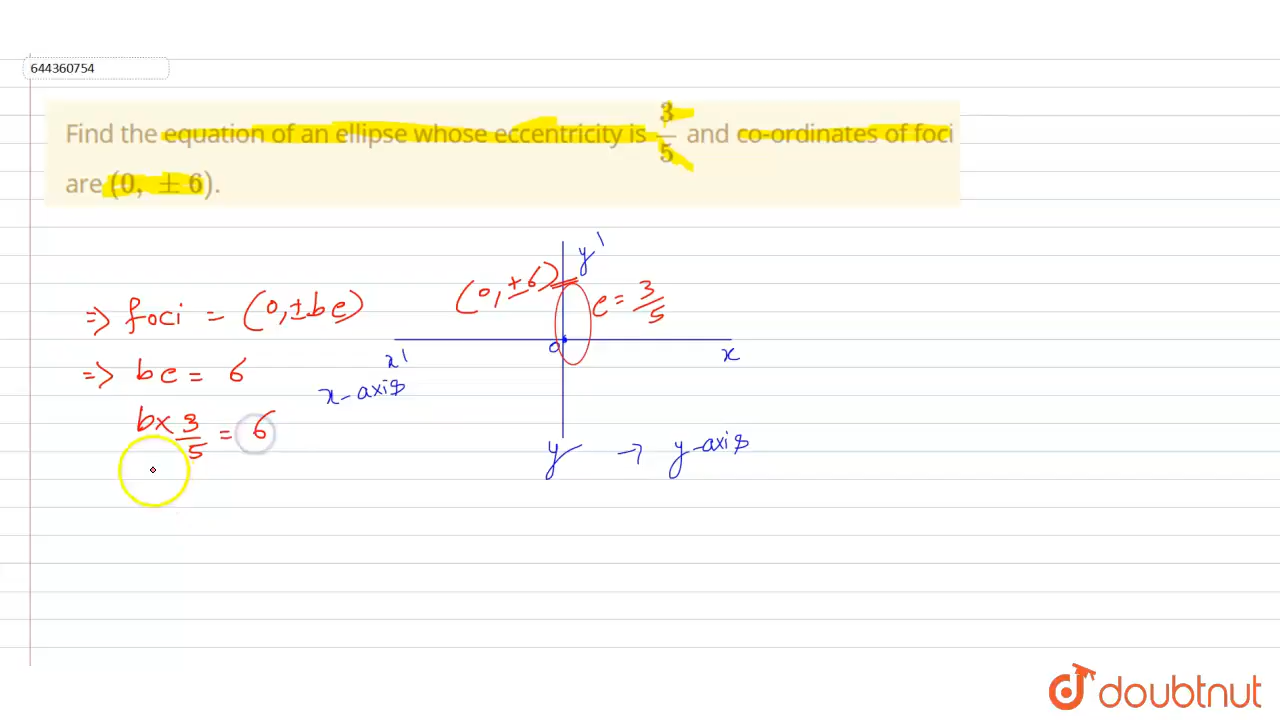 644360754
Find the equation of an ellipse whose eccentricity is 3/5 and co-ordinates of foci
are (0, ±6).
y'
(0, ±6) e = 3/5
=> foci = (0, ±be)
0
x' x
=> be = 6
x-axis
b x 3/5 = 6
y → y-axis
doubtnut